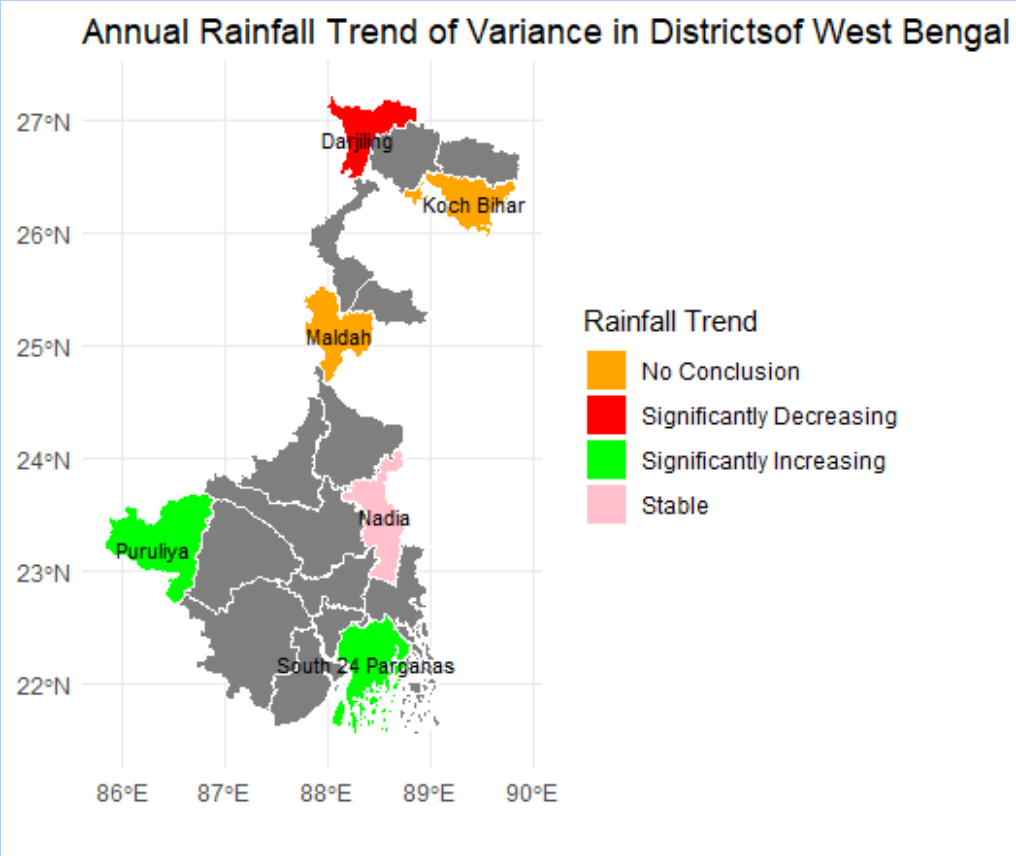 Annual Rainfall Trend of Variance in Districtsof West Bengal
27°N
26°N
25°N
24°N
23°N
22°N
86°E 87°E 88°E 89°E 90°E
Darjiling
Koch Bihar
Maldah
Nadia
Puruliya
South 24 Parganas
Rainfall Trend
No Conclusion
Significantly Decreasing
Significantly Increasing
Stable